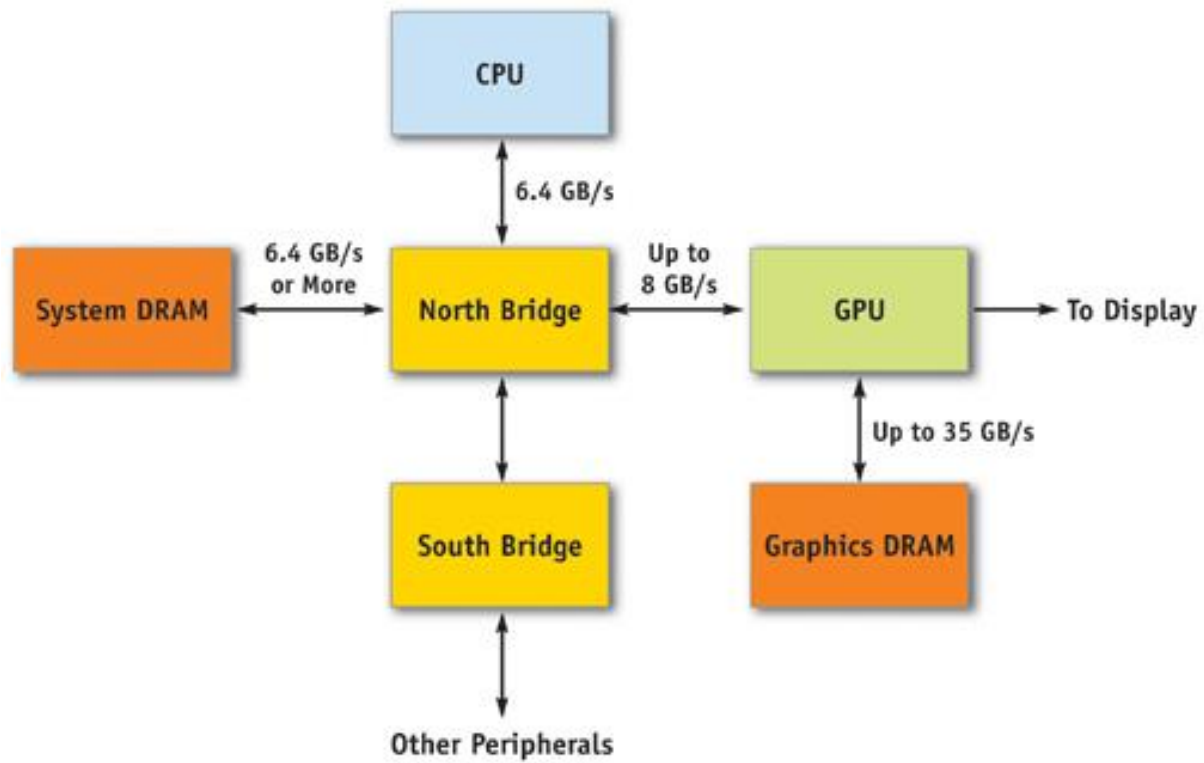 CPU
6.4 GB/s
6.4 GB/s
or More
Up to
8 GB/s
System DRAM
North Bridge
GPU
To Display
Up to 35 GB/s
South Bridge
Graphics DRAM
Other Peripherals